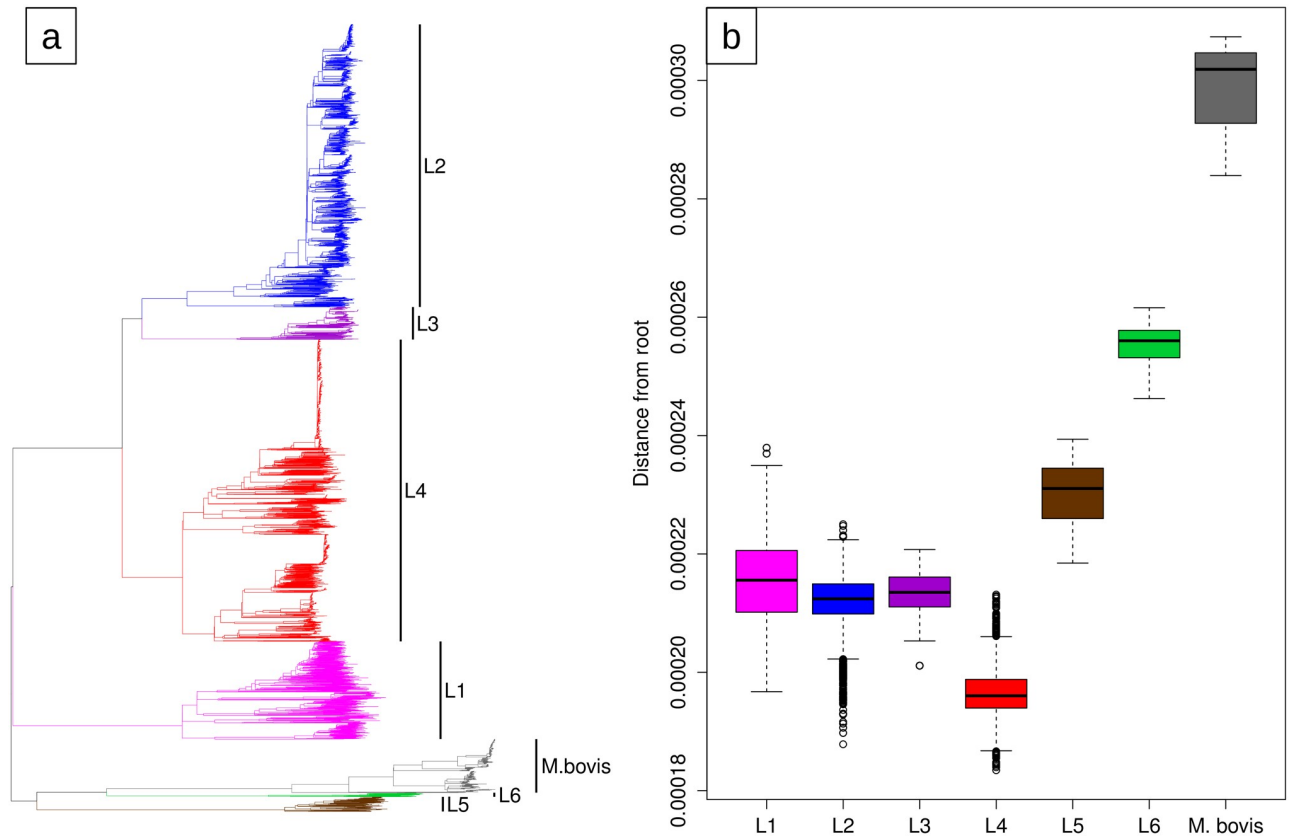 a
L2
L3
L4
L1
M.bovis
L6
L5
b
Distance from root
0.00030
0.00028
0.00026
0.00024
0.00022
0.00020
0.00018
L1 L2 L3 L4 L5 L6 M. bovis